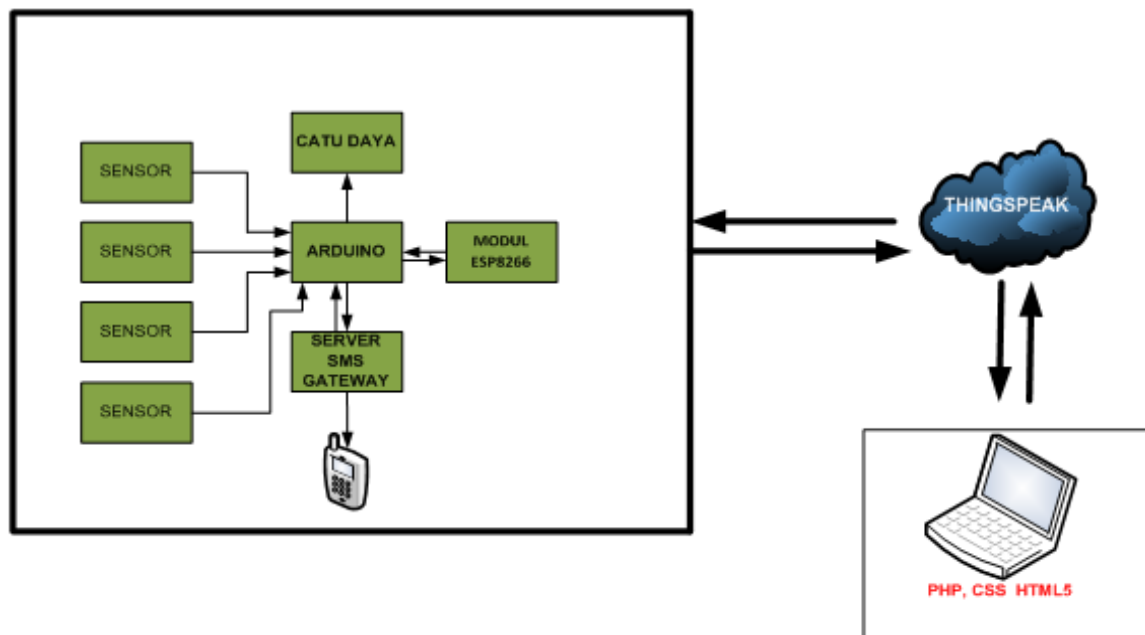 CATU DAYA
SENSOR
SENSOR
SENSOR
SENSOR
ARDUINO
MODUL
ESP8266
SERVER
SMS
GATEWAY
THINGSPEAK
PHP, CSS HTML5